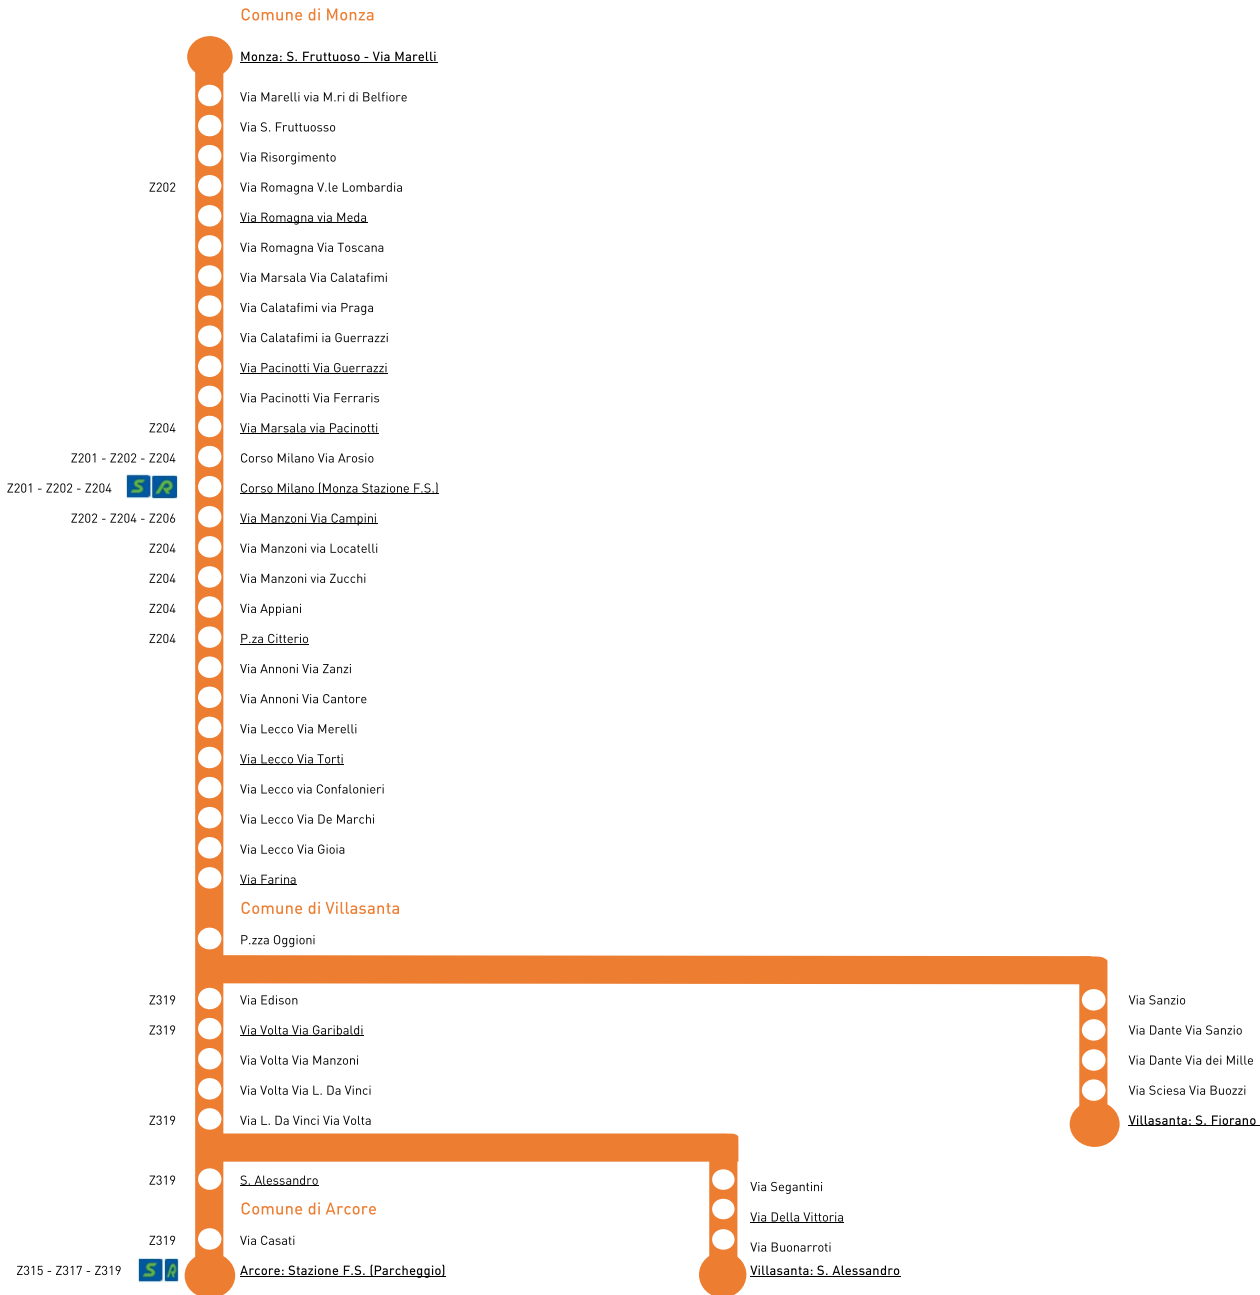 Comune di Monza
Monza: S. Fruttuoso - Via Marelli
Via Marelli via M.ri di Belfiore
Via S. Fruttuosso
Via Risorgimento
Z202 Via Romagna V.le Lombardia
Via Romagna via Meda
Via Romagna Via Toscana
Via Marsala Via Calatafimi
Via Calatafimi via Praga
Via Calatafimi ia Guerrazzi
Via Pacinotti Via Guerrazzi
Via Pacinotti Via Ferraris
Z204 Via Marsala via Pacinotti
Z201 - Z202 - Z204 Corso Milano Via Arosio
Z201 - Z202 - Z204 S R Corso Milano (Monza Stazione F.S.)
Z202 - Z204 - Z206 Via Manzoni Via Campini
Z204 Via Manzoni via Locatelli
Z204 Via Manzoni via Zucchi
Z204 Via Appiani
Z204 P.za Citterio
Via Annoni Via Zanzi
Via Annoni Via Cantore
Via Lecco Via Merelli
Via Lecco Via Torti
Via Lecco via Confalonieri
Via Lecco Via De Marchi
Via Lecco Via Gioia
Via Farina
Comune di Villasanta
P.zza Oggioni
Z319 Via Edison
Z319 Via Volta Via Garibaldi
Via Volta Via Manzoni
Via Volta Via L. Da Vinci
Z319 Via L. Da Vinci Via Volta
Z319 S. Alessandro
Comune di Arcore
Z319 Via Casati
Z315 - Z317 - Z319 S R Arcore: Stazione F.S. (Parcheggio)
Via Segantini
Via Della Vittoria
Via Buonarroti
Villasanta: S. Alessandro
Via Sanzio
Via Dante Via Sanzio
Via Dante Via dei Mille
Via Sciesa Via Buozzi
Villasanta: S. Fiorano